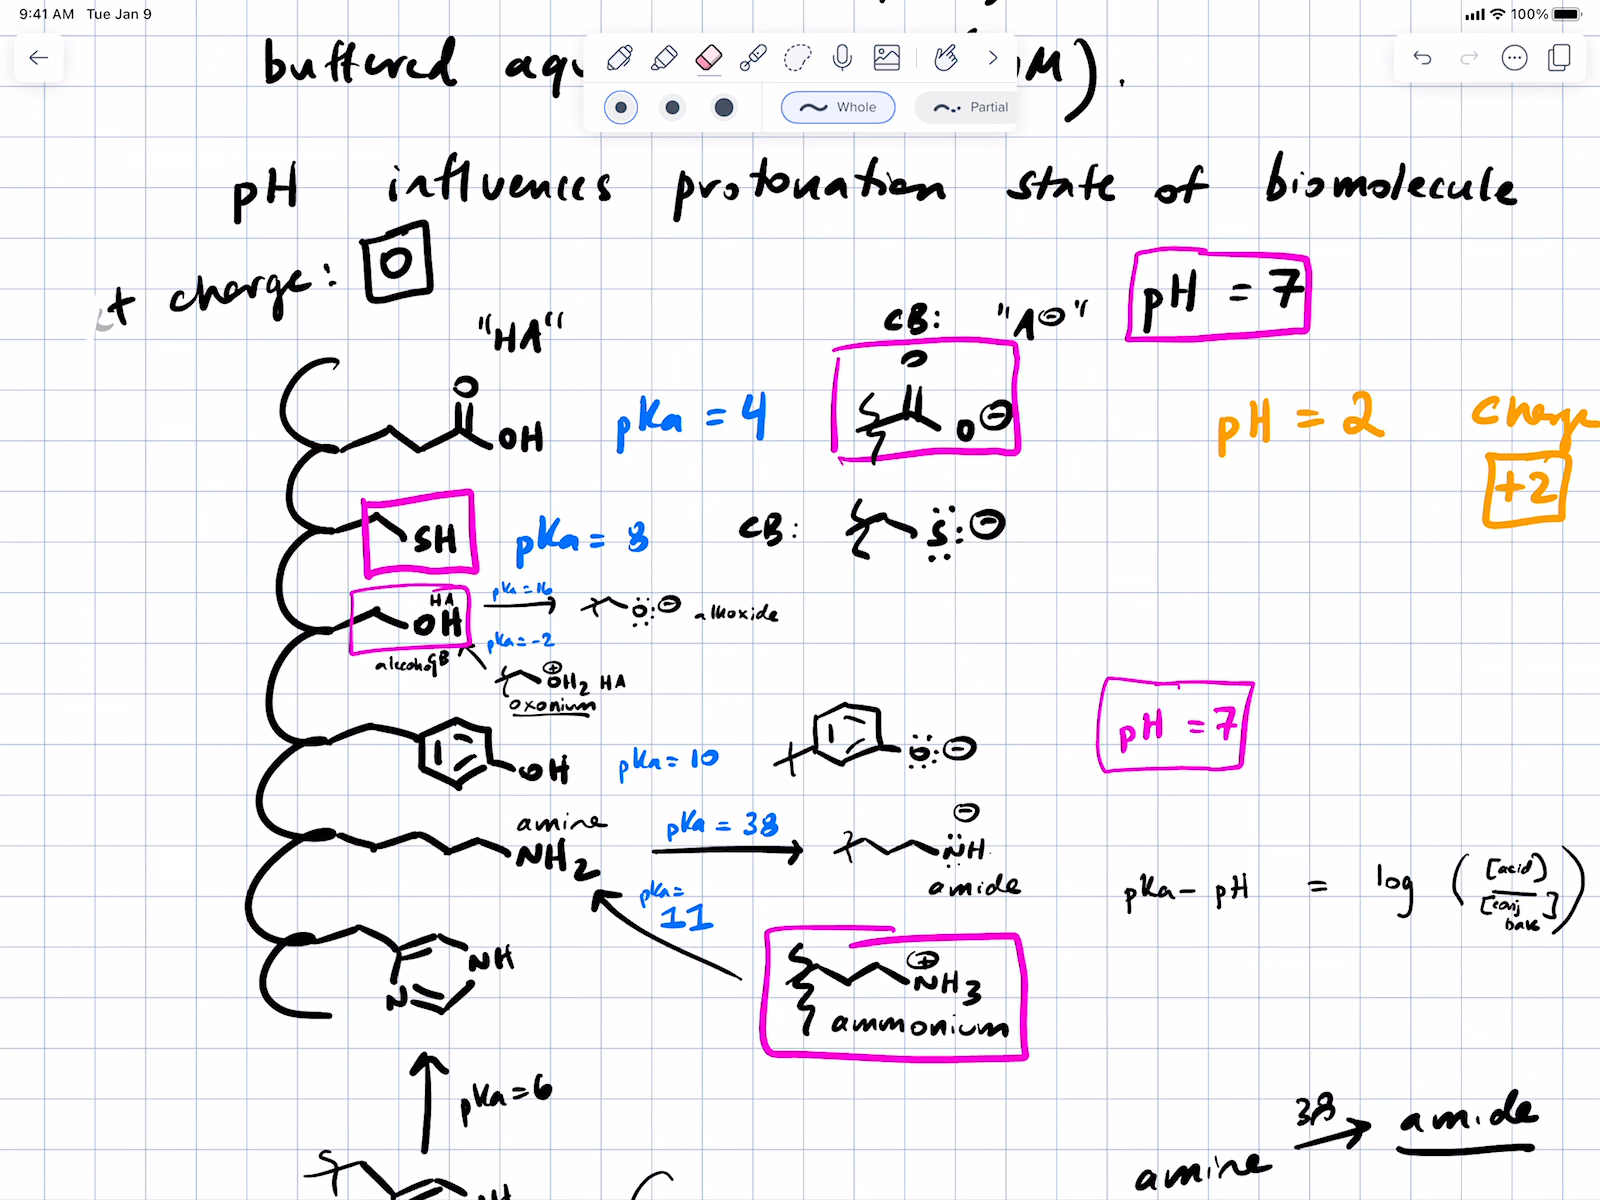 9:41 AM Tue Jan 9
100%
buffered aqu
M).
Whole
Partial
pH influences protonation state of biomolecule
t charge: 0
"HA"
CB: "A⊖"
pH = 7
O
OH
pKa = 4
O
O⊖
pH = 2
charge
+2
SH
pKa = 8
CB:
S:⊖
HA
OH
pKa = 16
O:⊖
alkoxide
alcohol
CB
pKa = -2
⊕
OH2 HA
oxonium
OH
pKa = 10
O:⊖
pH = 7
amine
NH2
pKa = 38
⊖
NH
amide
pKa - pH = log ([acid]/[conj base])
pKa =
11
NH
N
⊕
NH3
ammonium
pKa = 6
38
amine → amide